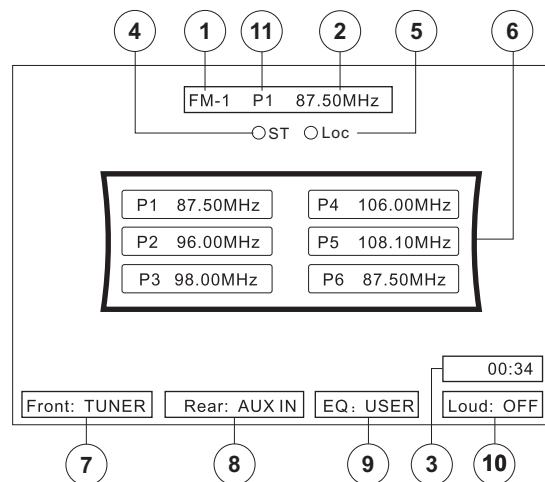 4 1 11 2 5 6
FM-1 P1 87.50MHz
ST Loc
P1 87.50MHz P4 106.00MHz
P2 96.00MHz P5 108.10MHz
P3 98.00MHz P6 87.50MHz
00:34
Front: TUNER Rear: AUX IN EQ: USER Loud: OFF
7 8 9 3 10